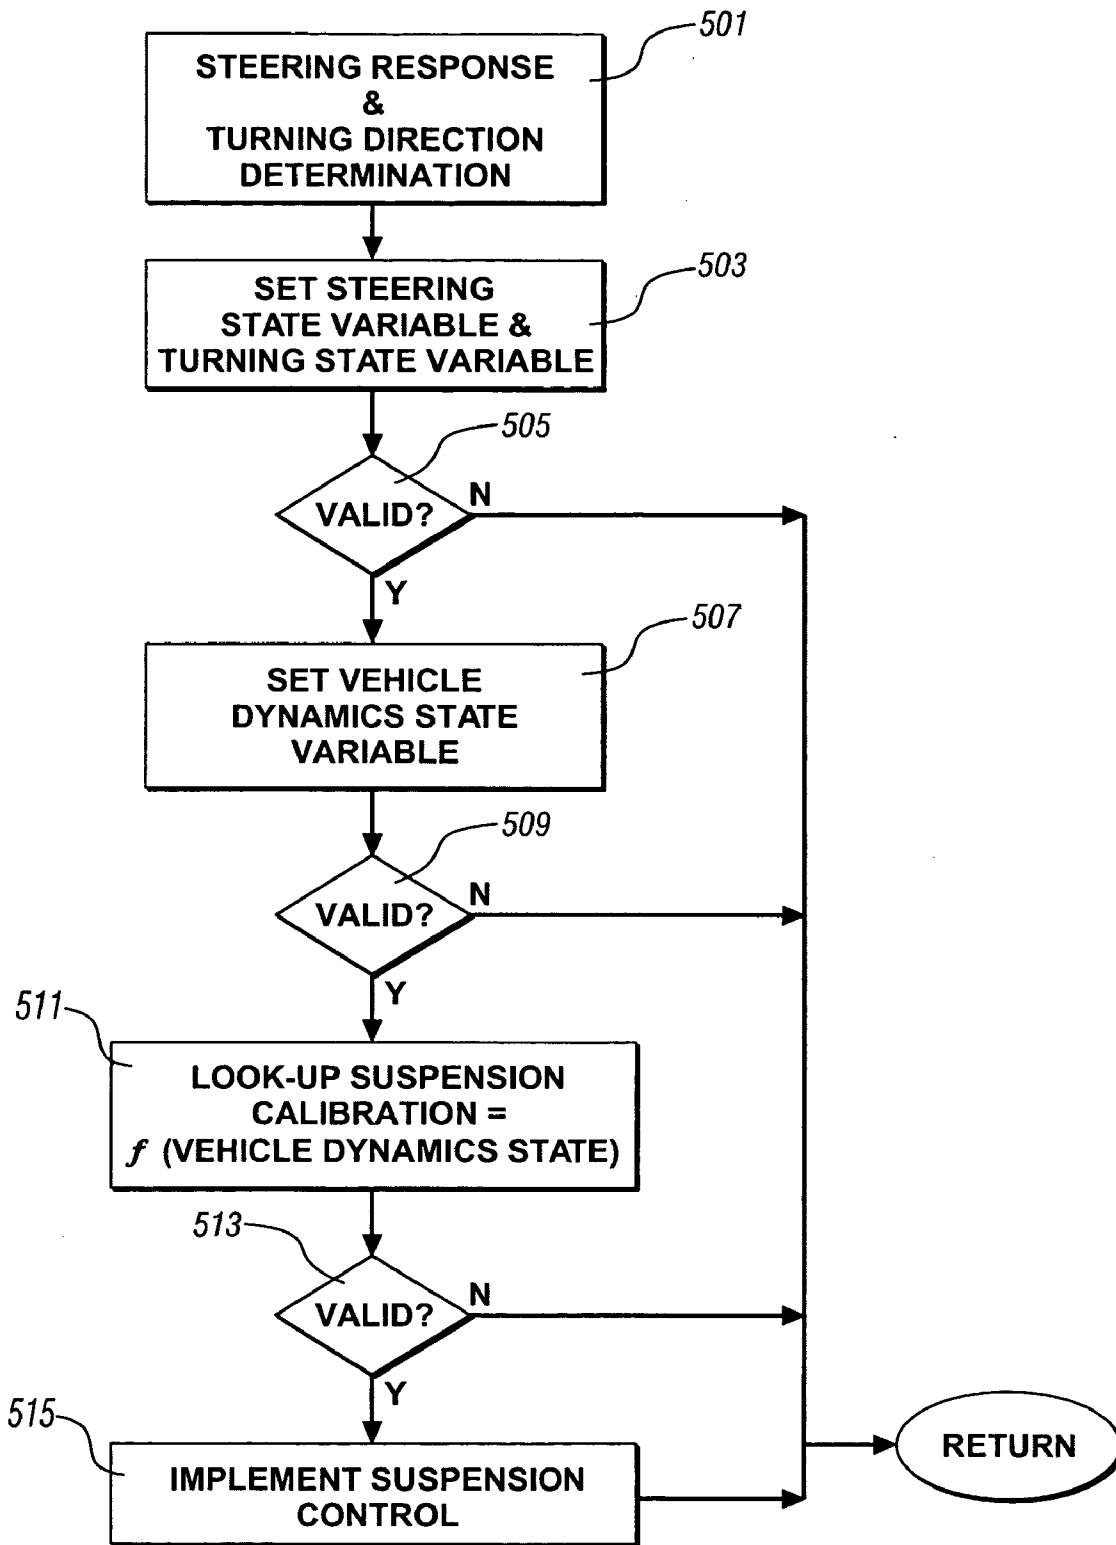 501
STEERING RESPONSE
&
TURNING DIRECTION
DETERMINATION
503
SET STEERING
STATE VARIABLE &
TURNING STATE VARIABLE
505
VALID?
N
Y
507
SET VEHICLE
DYNAMICS STATE
VARIABLE
509
VALID?
N
Y
511
LOOK-UP SUSPENSION
CALIBRATION =
f (VEHICLE DYNAMICS STATE)
513
VALID?
N
Y
515
IMPLEMENT SUSPENSION
CONTROL
RETURN